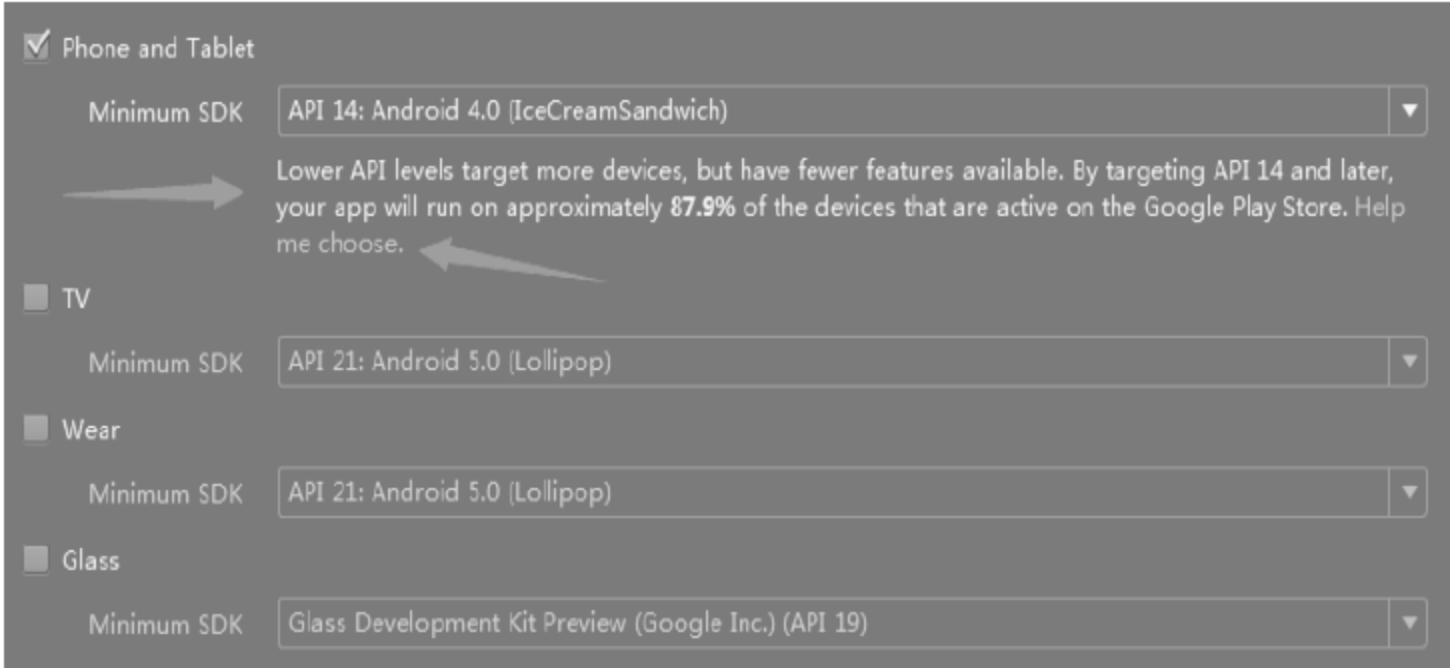 Phone and Tablet
Minimum SDK API 14: Android 4.0 (IceCreamSandwich)
Lower API levels target more devices, but have fewer features available. By targeting API 14 and later,
your app will run on approximately 87.9% of the devices that are active on the Google Play Store. Help
me choose.
TV
Minimum SDK API 21: Android 5.0 (Lollipop)
Wear
Minimum SDK API 21: Android 5.0 (Lollipop)
Glass
Minimum SDK Glass Development Kit Preview (Google Inc.) (API 19)